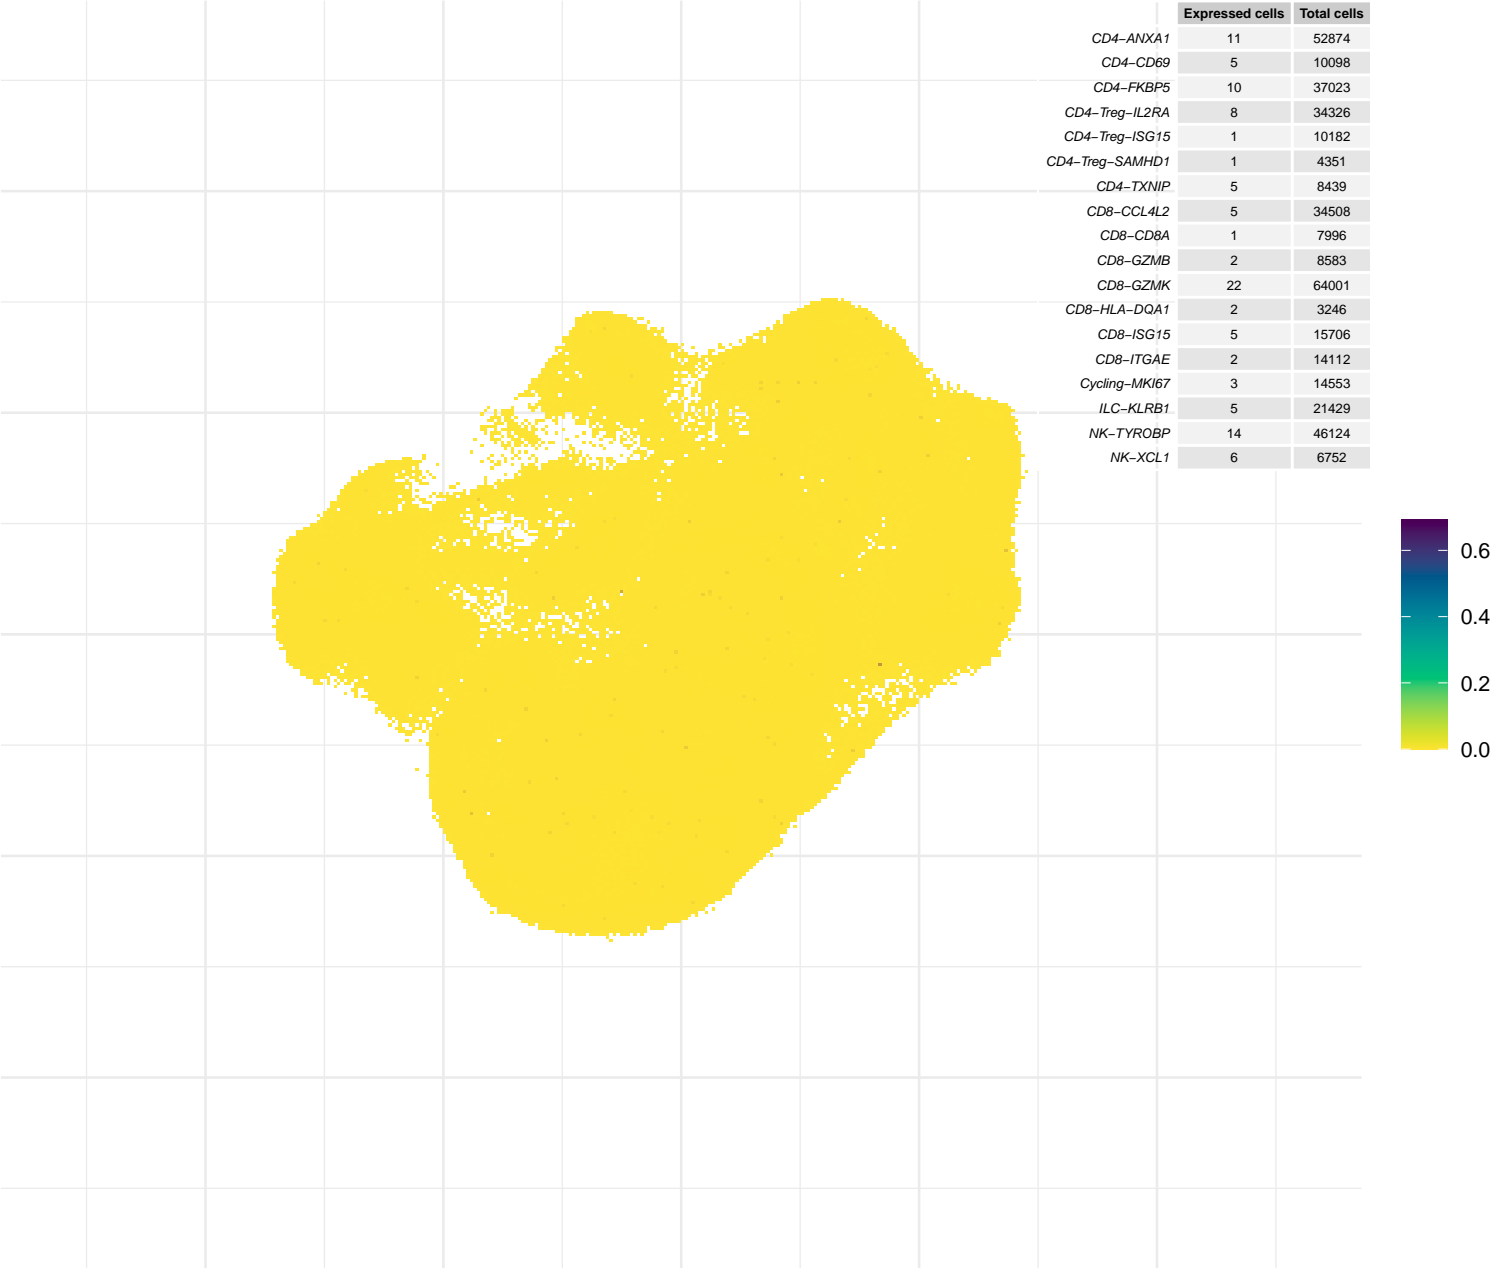 Expressed cells Total cells
CD4−ANXA1 11 52874
CD4−CD69 5 10098
CD4−FKBP5 10 37023
CD4−Treg−IL2RA 8 34326
CD4−Treg−ISG15 1 10182
CD4−Treg−SAMHD1 1 4351
CD4−TXNIP 5 8439
CD8−CCL4L2 5 34508
CD8−CD8A 1 7996
CD8−GZMB 2 8583
CD8−GZMK 22 64001
CD8−HLA−DQA1 2 3246
CD8−ISG15 5 15706
CD8−ITGAE 2 14112
Cycling−MKI67 3 14553
ILC−KLRB1 5 21429
NK−TYROBP 14 46124
NK−XCL1 6 6752
0.6
0.4
0.2
0.0